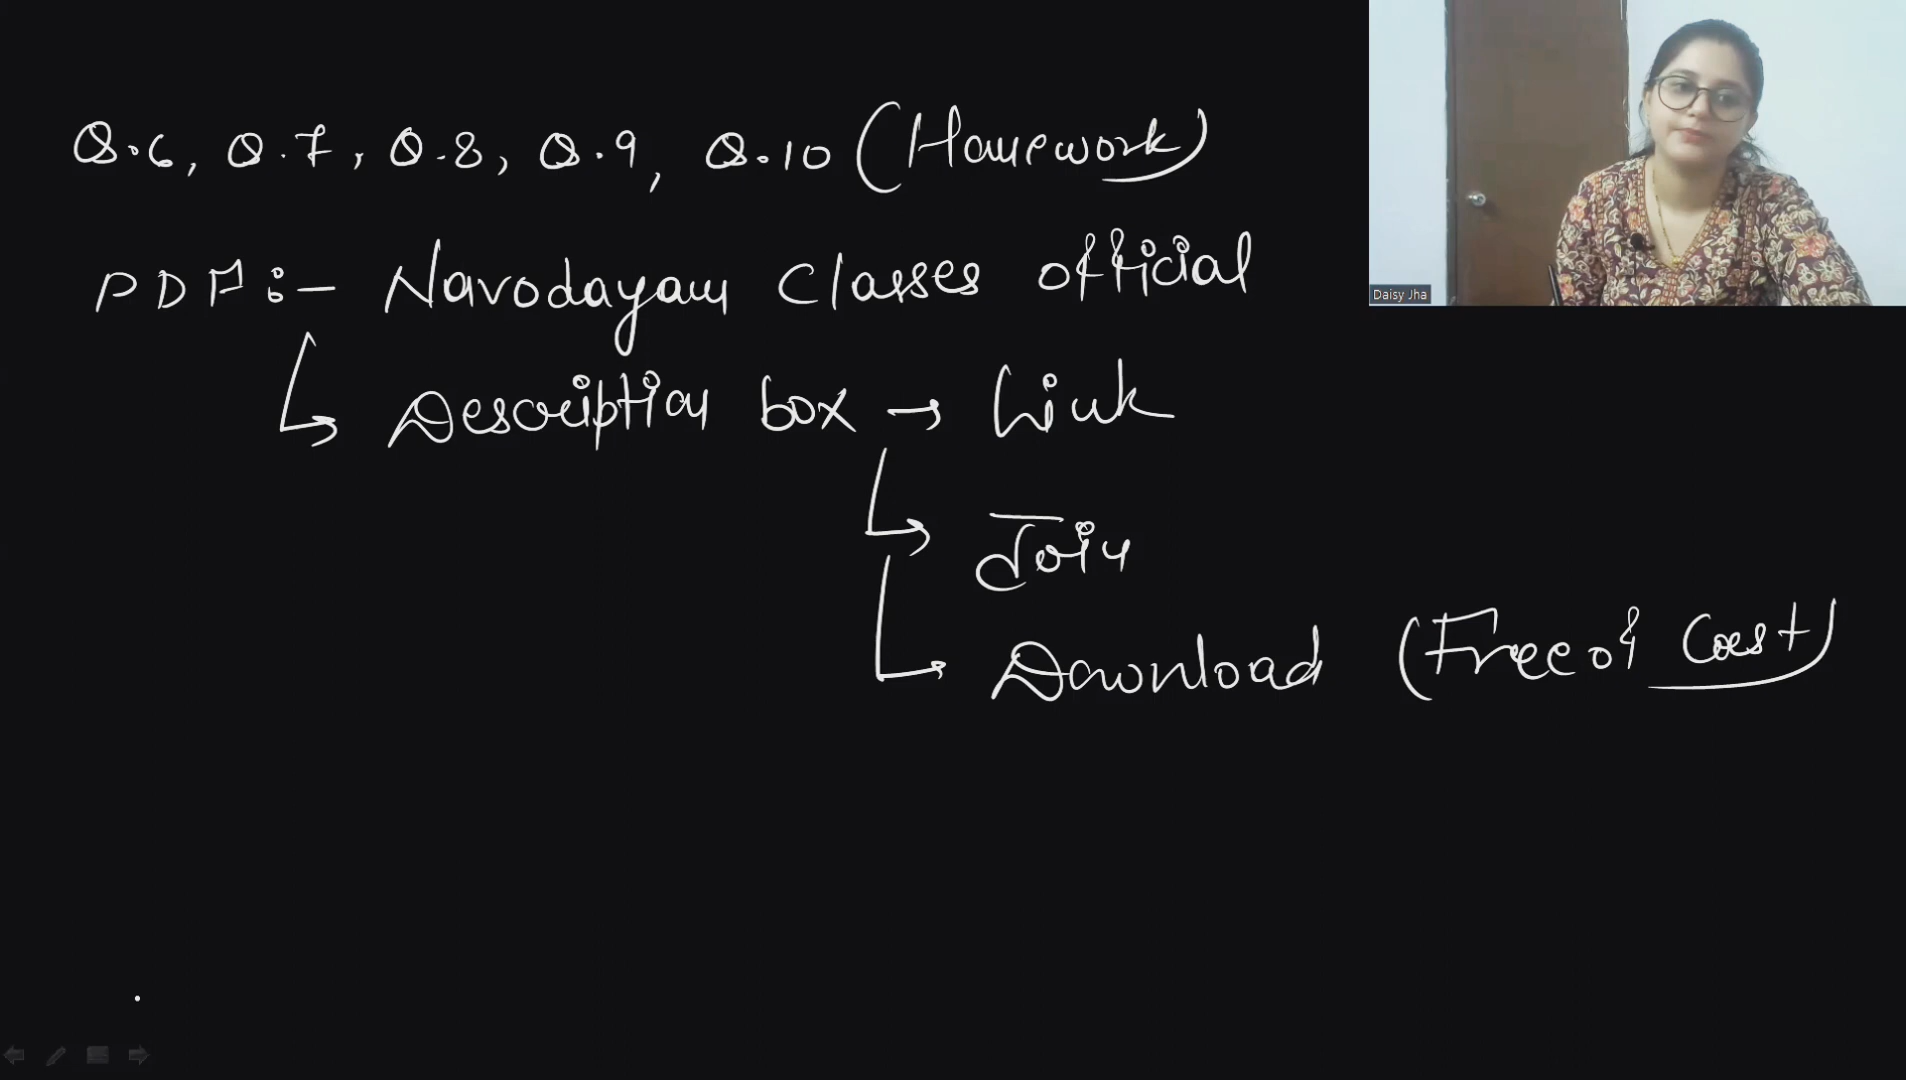 Q.6, Q.7, Q.8, Q.9, Q.10 (Homework)
PDF:- Navodayam Classes official
↳ Description box → Link
↳ Join
↳ Download (Free of Cost)
Daisy Jha